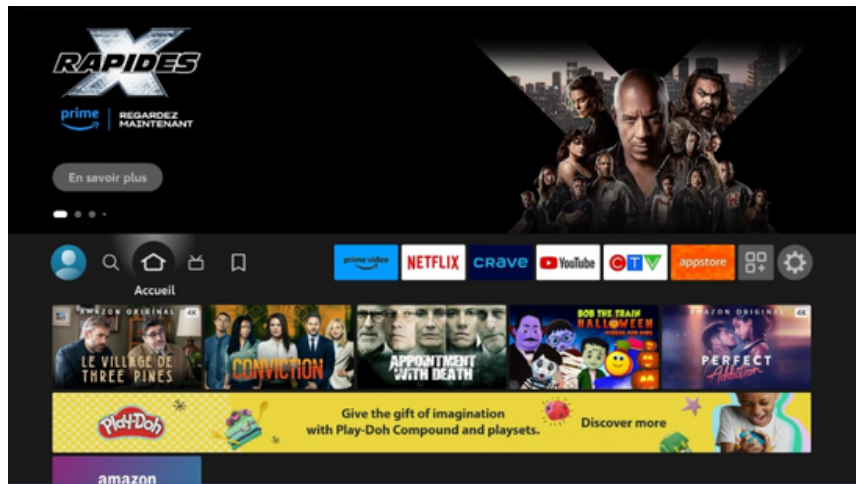 RAPIDES
X
prime
REGARDEZ
MAINTENANT
En savoir plus
prime video
NETFLIX
crave
YouTube
CTV
appstore
Accueil
AMAZON ORIGINAL
4K
LE VILLAGE DE
THREE PINES
CONVICTION
APPOINTMENT
WITH DEATH
BOB THE TRAIN
HALLOWEEN
AMAZON ORIGINAL
4K
PERFECT
Addiction
Play-Doh
Give the gift of imagination
with Play-Doh Compound and playsets.
Discover more
amazon